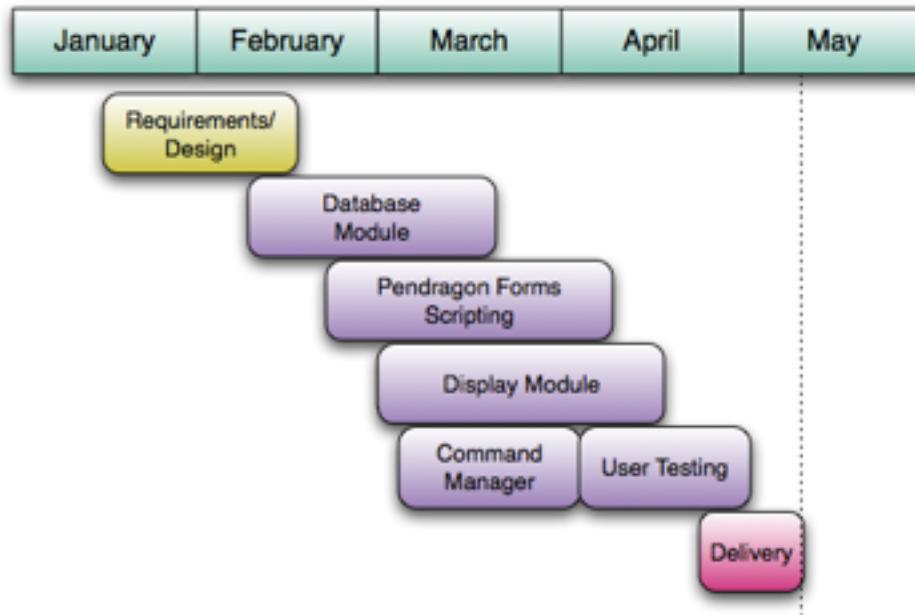 January February March April May
Requirements/
Design
Database
Module
Pendragon Forms
Scripting
Display Module
Command
Manager
User Testing
Delivery